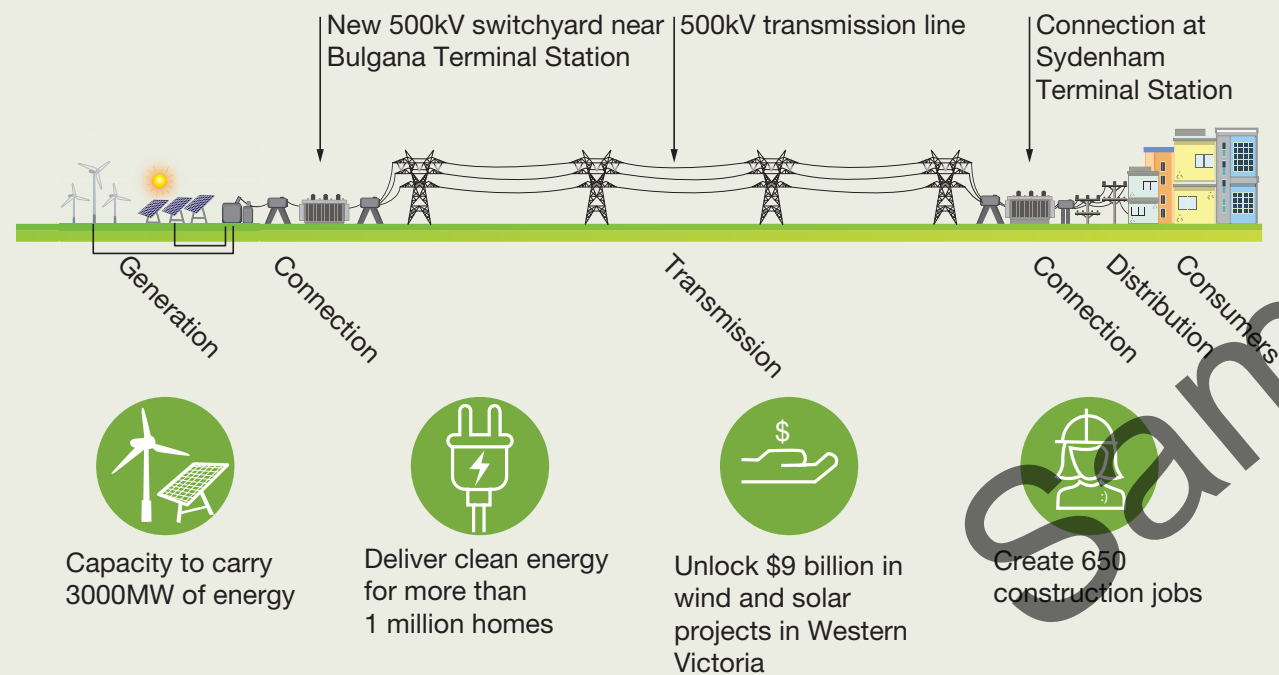 New 500kV switchyard near
Bulgana Terminal Station
500kV transmission line
Connection at
Sydenham
Terminal Station
Generation
Connection
Transmission
Connection
Distribution
Consumers
$
Capacity to carry
3000MW of energy
Deliver clean energy
for more than
1 million homes
Unlock $9 billion in
wind and solar
projects in Western
Victoria
:)
Create 650
construction jobs
Sam